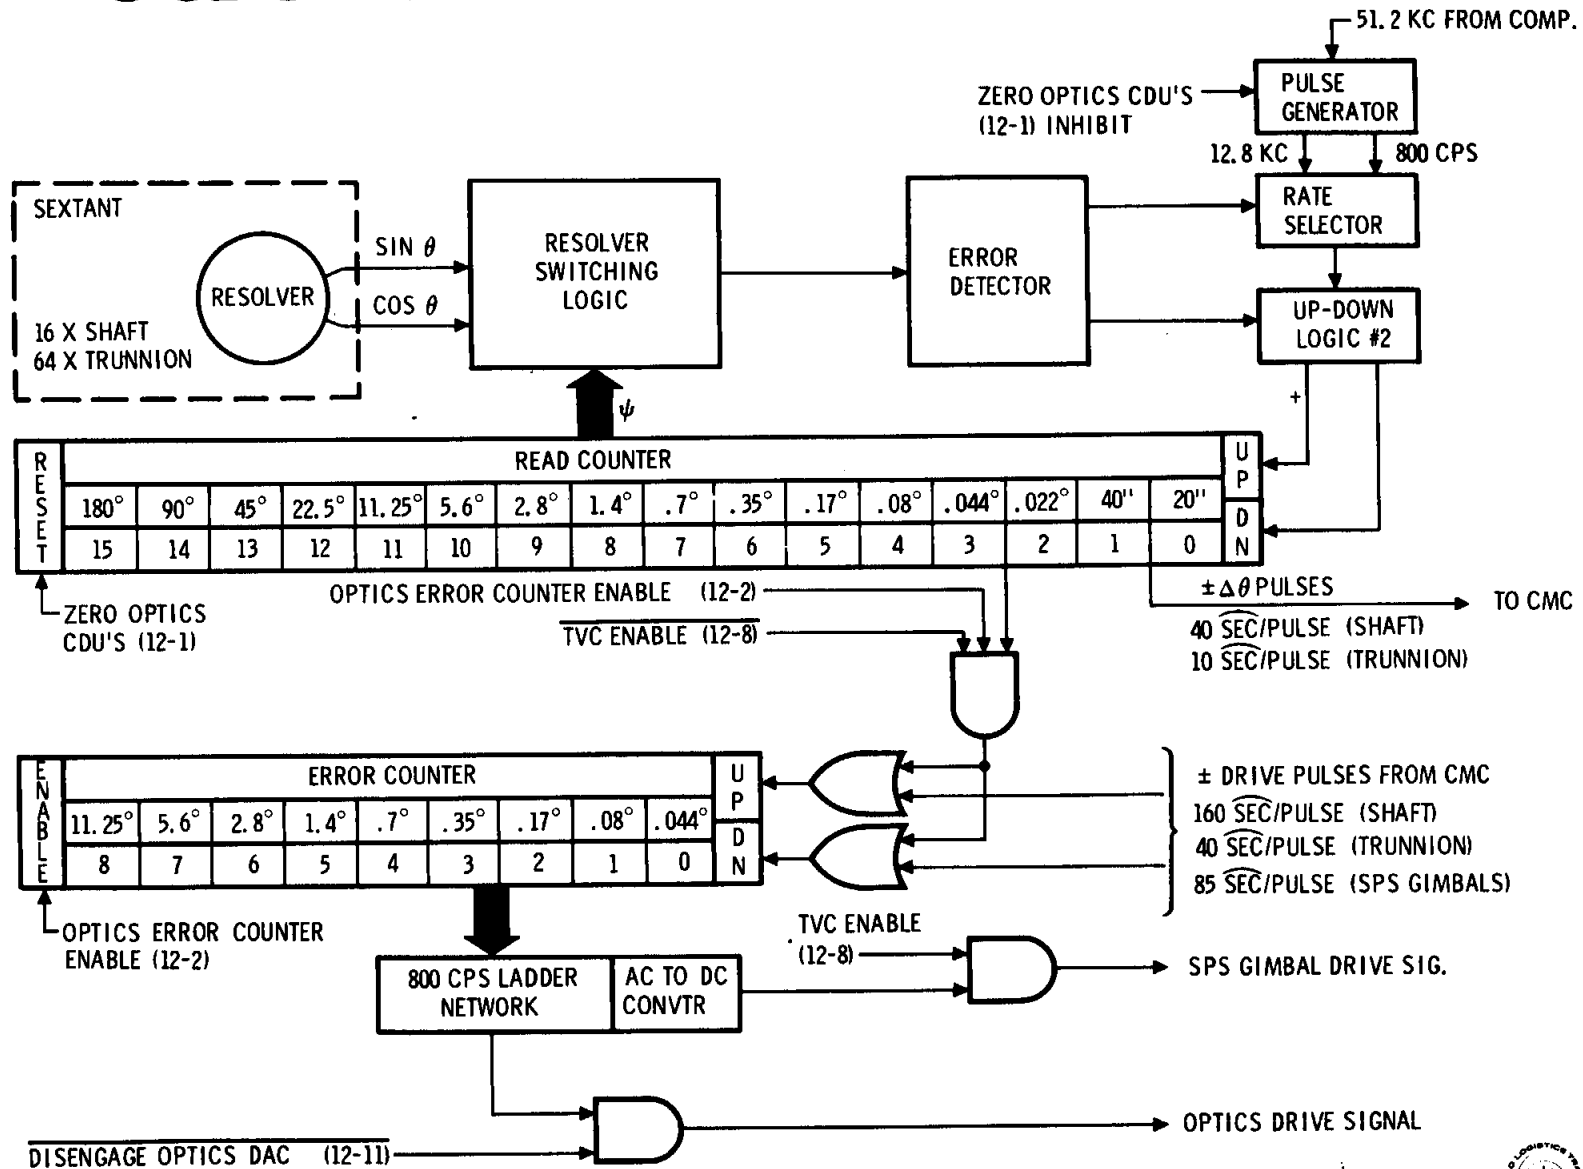 51.2 KC FROM COMP.
ZERO OPTICS CDU'S
(12-1) INHIBIT
PULSE
GENERATOR
12.8 KC
800 CPS
RATE
SELECTOR
SEXTANT
RESOLVER
16 X SHAFT
64 X TRUNNION
SIN θ
COS θ
RESOLVER
SWITCHING
LOGIC
ERROR
DETECTOR
UP-DOWN
LOGIC #2
+
ψ
RESET
READ COUNTER
UP
DN
180° 90° 45° 22.5° 11.25° 5.6° 2.8° 1.4° .7° .35° .17° .08° .044° .022° 40" 20"
15 14 13 12 11 10 9 8 7 6 5 4 3 2 1 0
ZERO OPTICS
CDU'S (12-1)
OPTICS ERROR COUNTER ENABLE (12-2)
TVC ENABLE (12-8)
±Δθ PULSES
TO CMC
40 SEC/PULSE (SHAFT)
10 SEC/PULSE (TRUNNION)
ENABLE
ERROR COUNTER
UP
DN
11.25° 5.6° 2.8° 1.4° .7° .35° .17° .08° .044°
8 7 6 5 4 3 2 1 0
± DRIVE PULSES FROM CMC
160 SEC/PULSE (SHAFT)
40 SEC/PULSE (TRUNNION)
85 SEC/PULSE (SPS GIMBALS)
OPTICS ERROR COUNTER
ENABLE (12-2)
800 CPS LADDER
NETWORK
AC TO DC
CONVTR
TVC ENABLE
(12-8)
SPS GIMBAL DRIVE SIG.
DISENGAGE OPTICS DAC (12-11)
OPTICS DRIVE SIGNAL